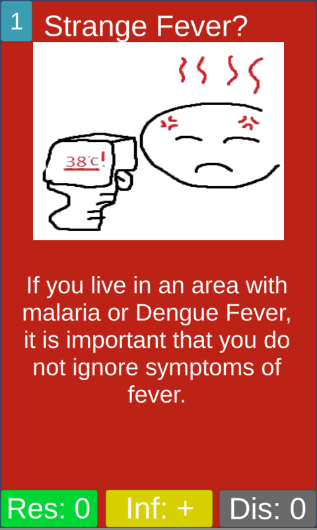 1
Strange Fever?
38°C!
If you live in an area with
malaria or Dengue Fever,
it is important that you do
not ignore symptoms of
fever.
Res: 0
Inf: +
Dis: 0